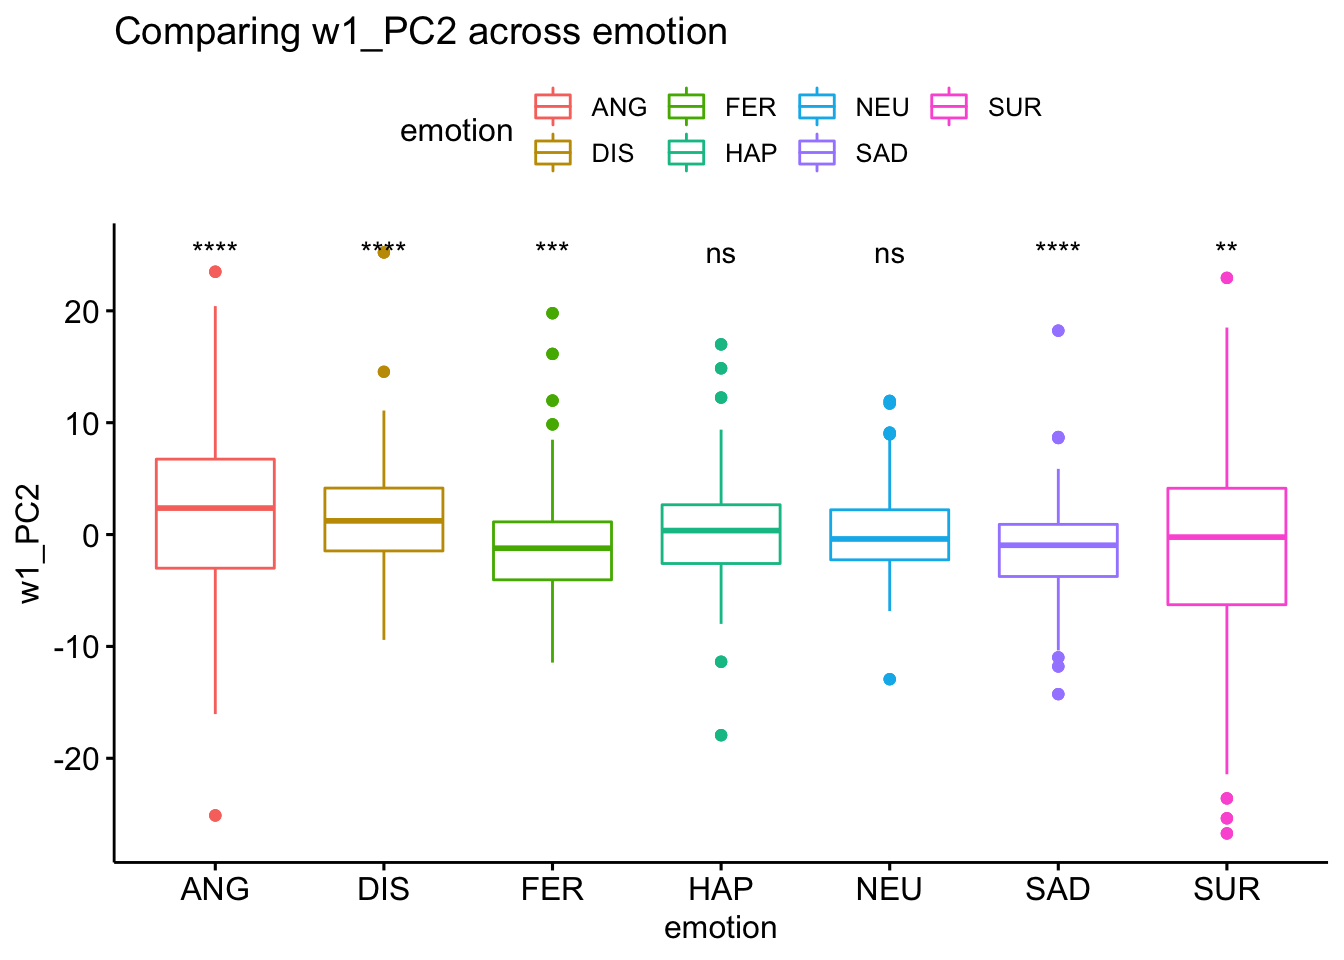 Comparing w1_PC2 across emotion
emotion
ANG FER NEU SUR
DIS HAP SAD
**** **** *** ns ns **** **
20
10
0
-10
-20
w1_PC2
ANG DIS FER HAP NEU SAD SUR
emotion